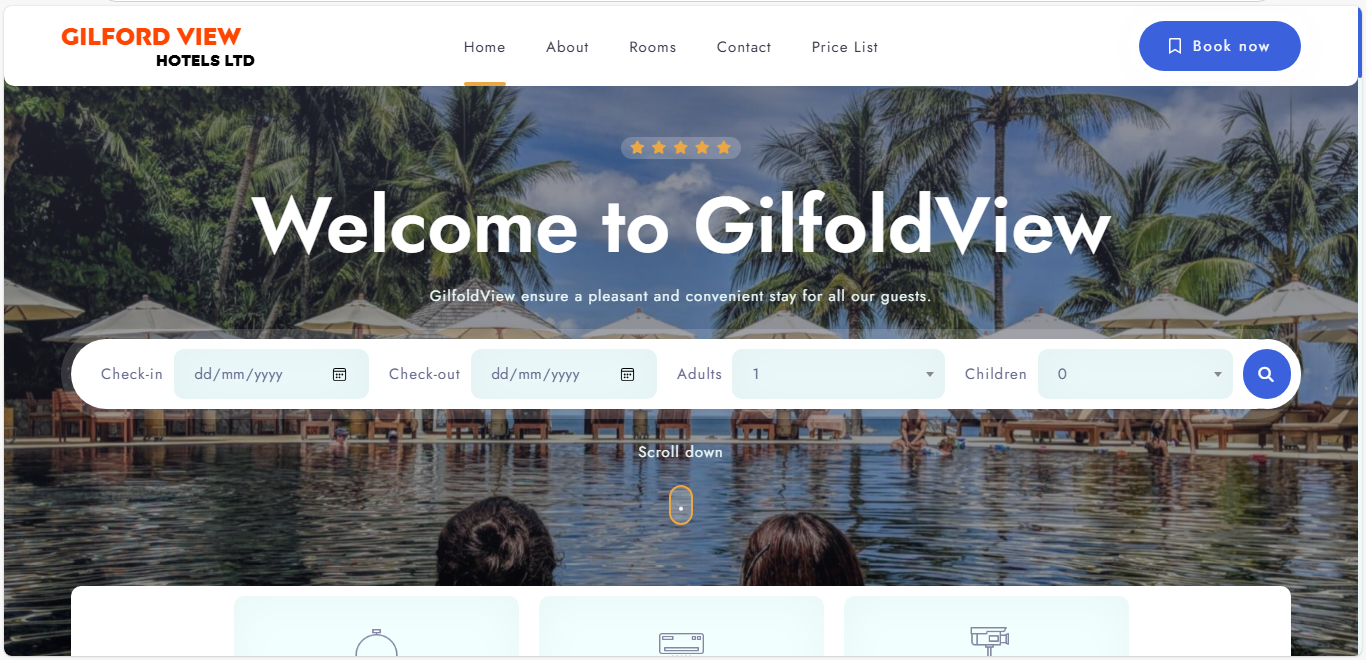 GILFORD VIEW
HOTELS LTD
Home
About
Rooms
Contact
Price List
Book now
Welcome to GilfoldView
GilfoldView ensure a pleasant and convenient stay for all our guests.
Check-in
dd/mm/yyyy
Check-out
dd/mm/yyyy
Adults
1
Children
0
Scroll down